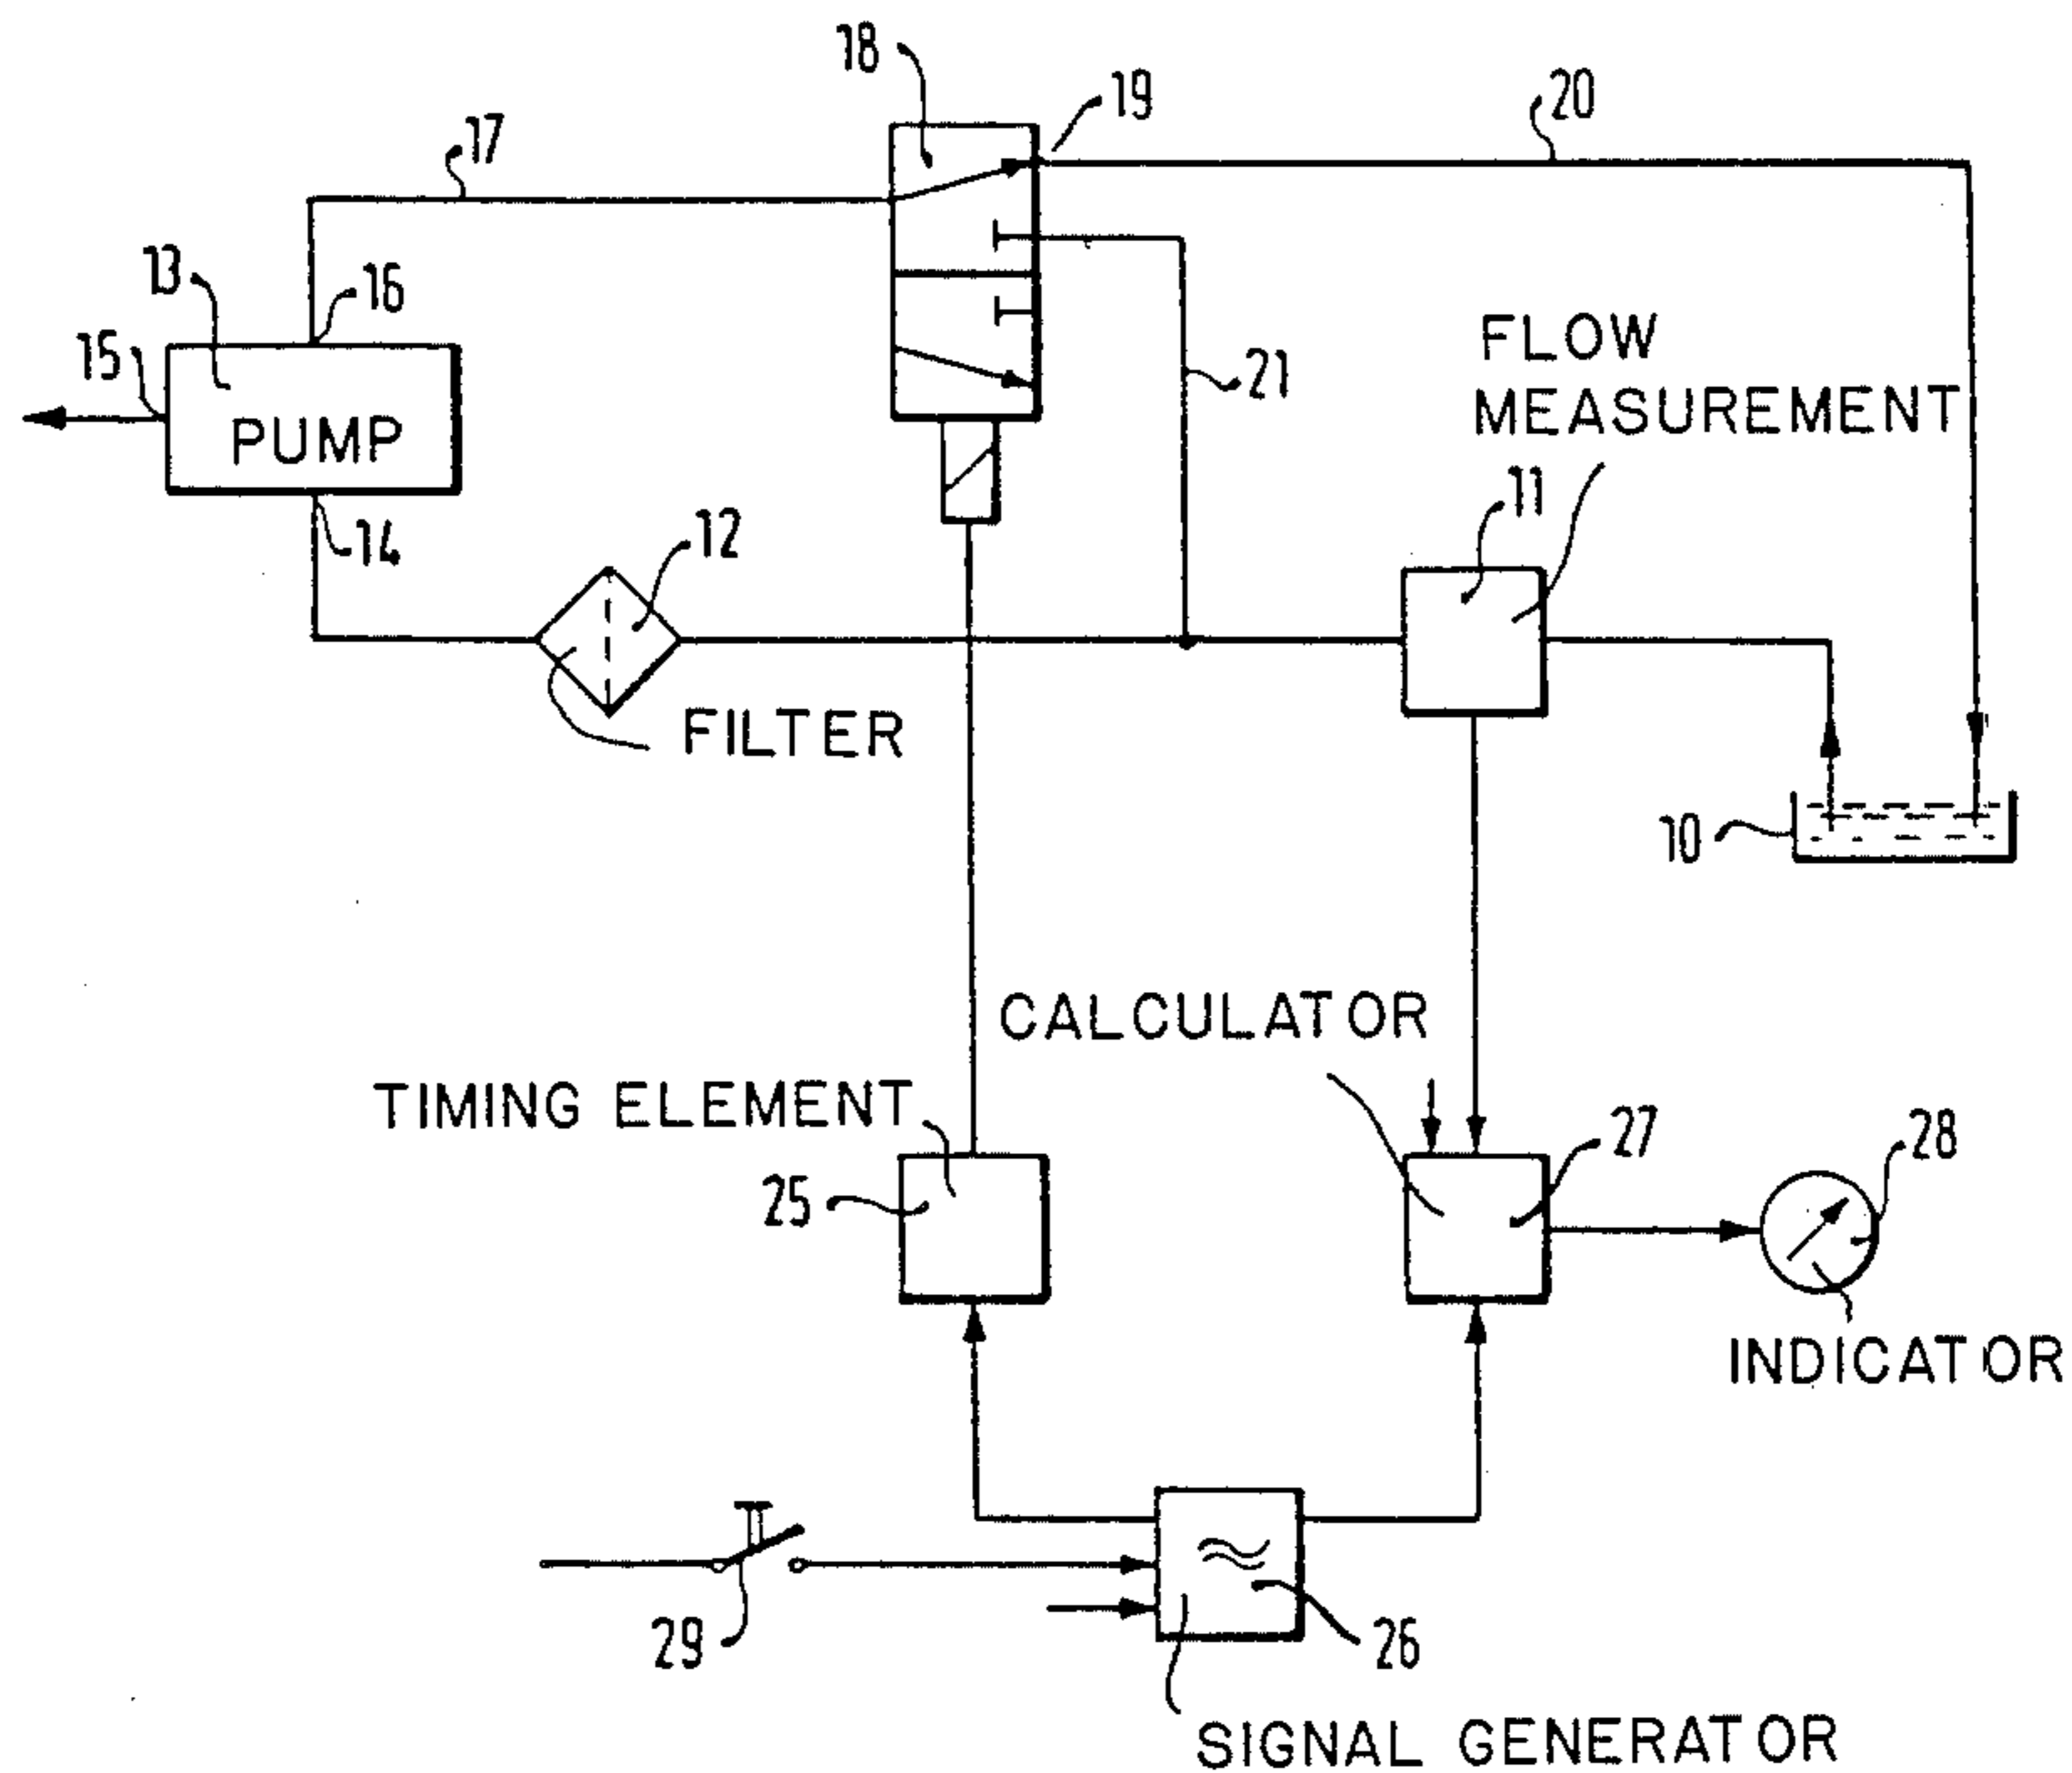 18
19
20
17
13
16
15
PUMP
14
21
FLOW
MEASUREMENT
11
12
FILTER
10
CALCULATOR
TIMING ELEMENT
25
27
28
INDICATOR
29
26
SIGNAL GENERATOR